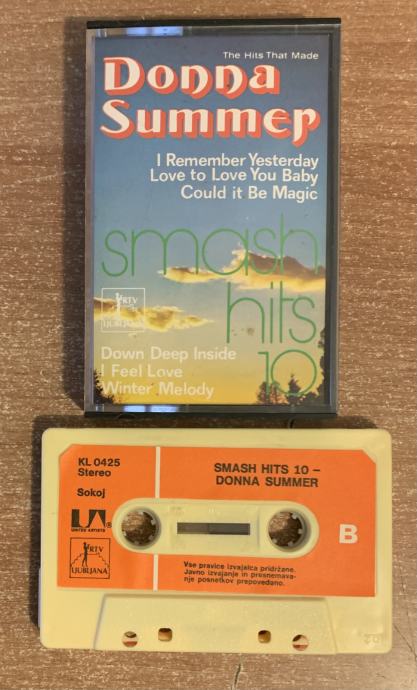 The Hits That Made
Donna
Summer
I Remember Yesterday
Love to Love You Baby
Could it Be Magic
smash
hits
10
RTV
LJUBLJANA
Down Deep Inside
I Feel Love
Winter Melody
KL 0425
Stereo
Sokoj
UA
UNITED ARTISTS
RTV
LJUBLJANA
SMASH HITS 10 –
DONNA SUMMER
B
Vse pravice izvajalca pridržane.
Javno izvajanje in presnemava-
nje posnetkov prepovedano.